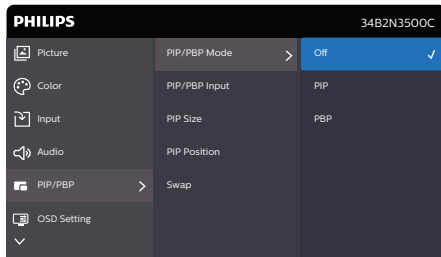 PHILIPS
34B2N3500C
Picture
Color
Input
Audio
PIP/PBP
OSD Setting
PIP/PBP Mode
PIP/PBP Input
PIP Size
PIP Position
Swap
Off
PIP
PBP